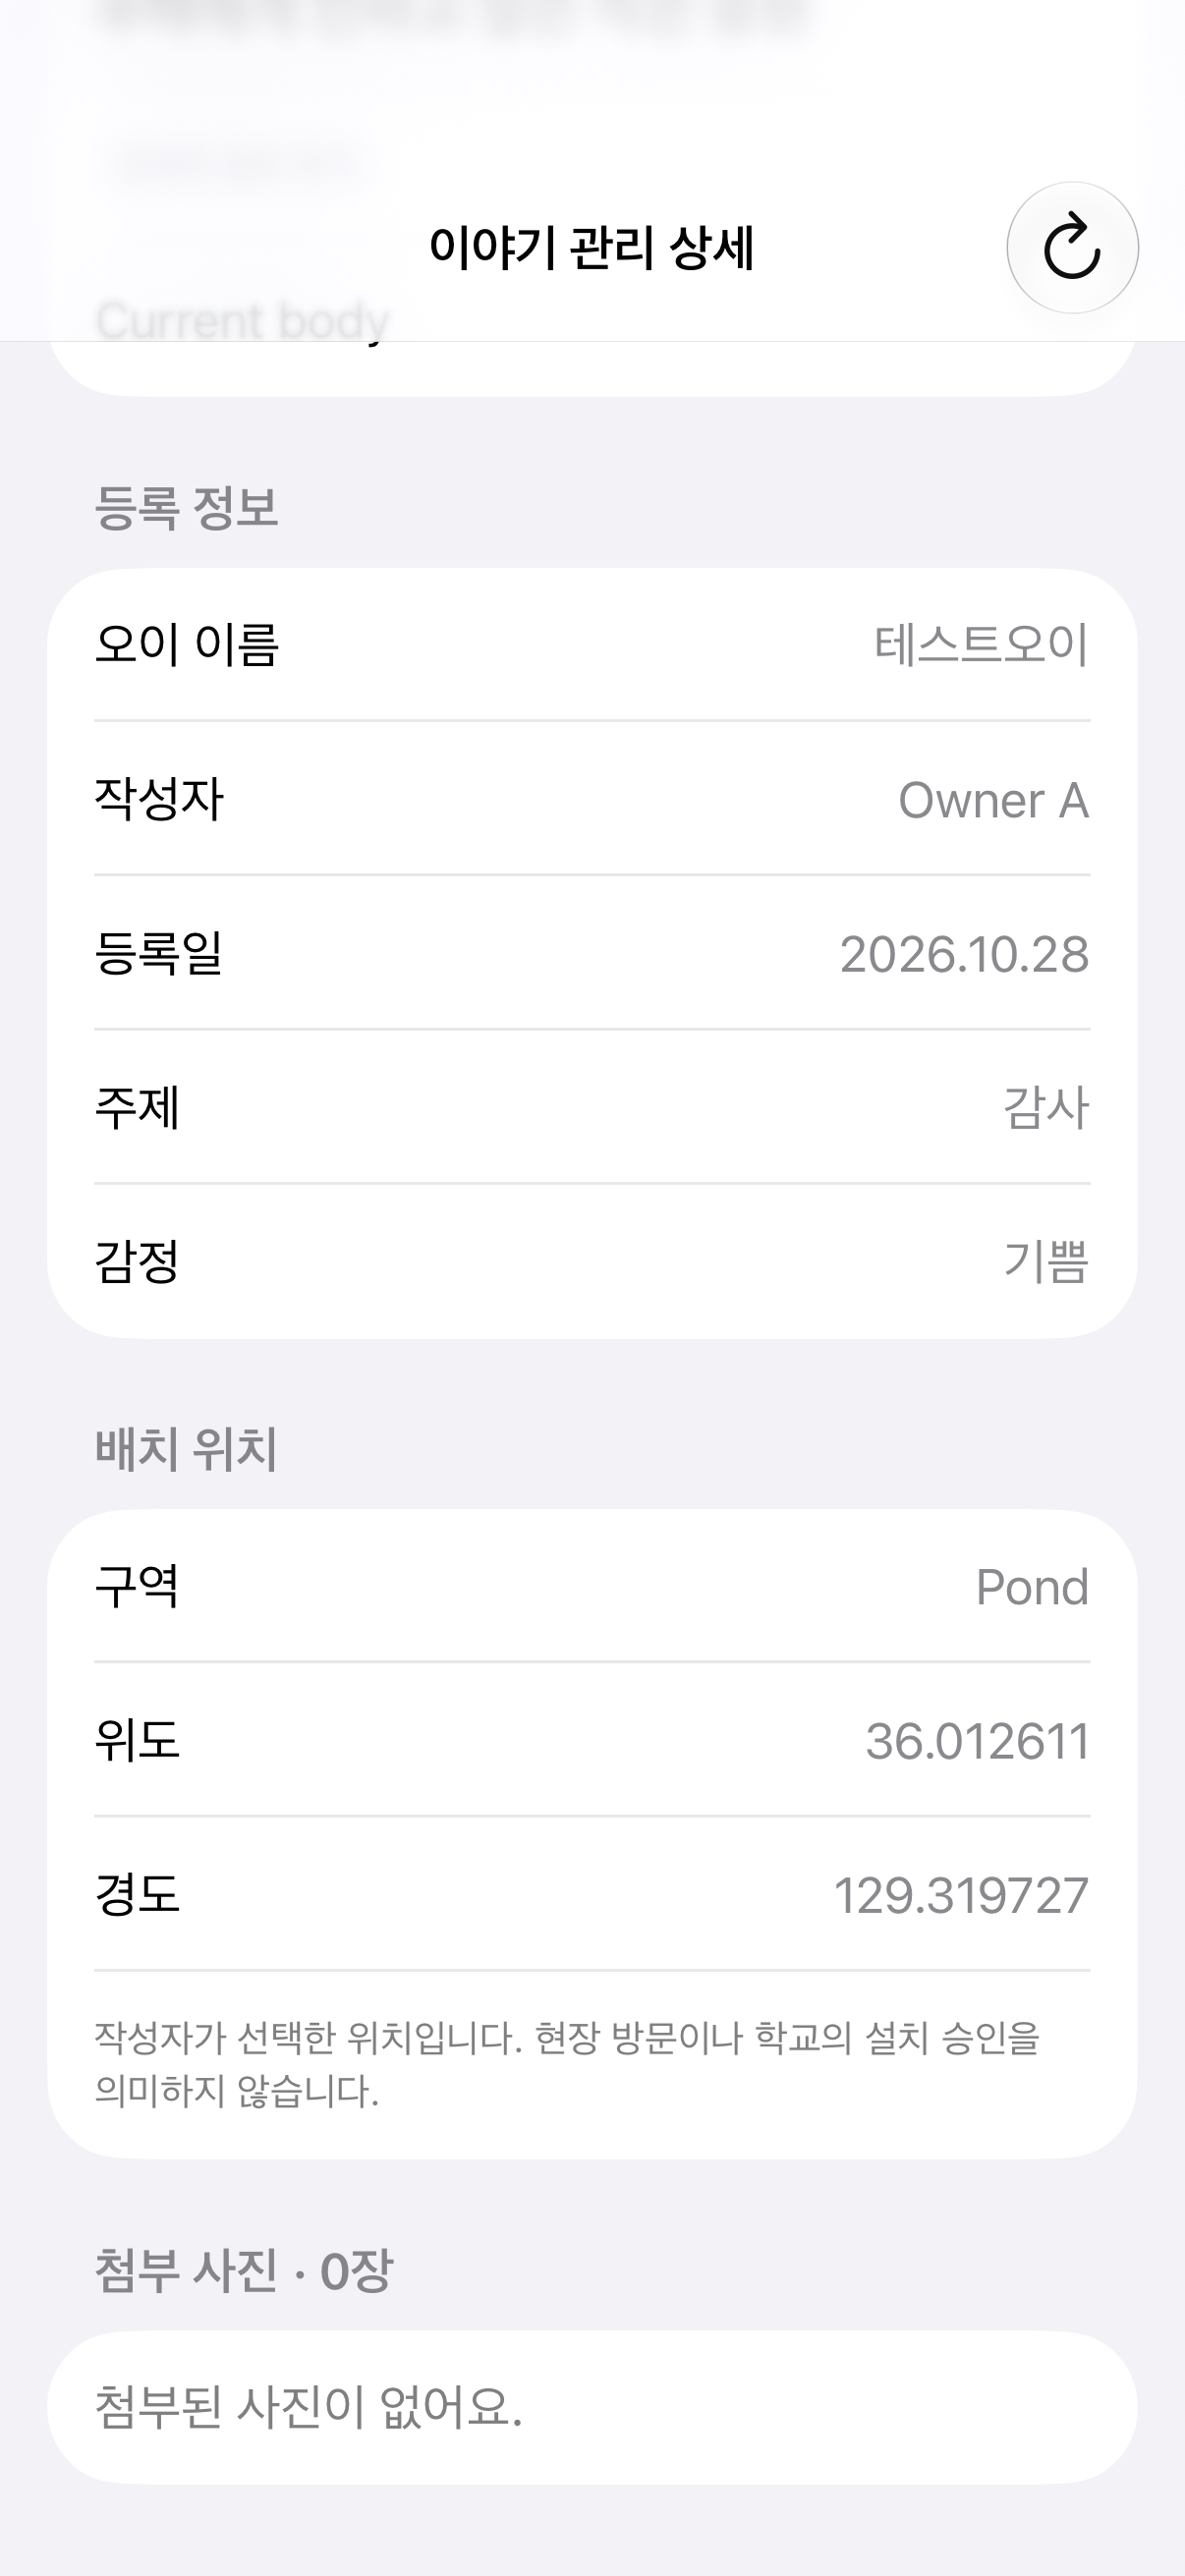 이야기 관리 상세
Current body
등록 정보
오이 이름
테스트오이
작성자
Owner A
등록일
2026.10.28
주제
감사
감정
기쁨
배치 위치
구역
Pond
위도
36.012611
경도
129.319727
작성자가 선택한 위치입니다. 현장 방문이나 학교의 설치 승인을
의미하지 않습니다.
첨부 사진 · 0장
첨부된 사진이 없어요.